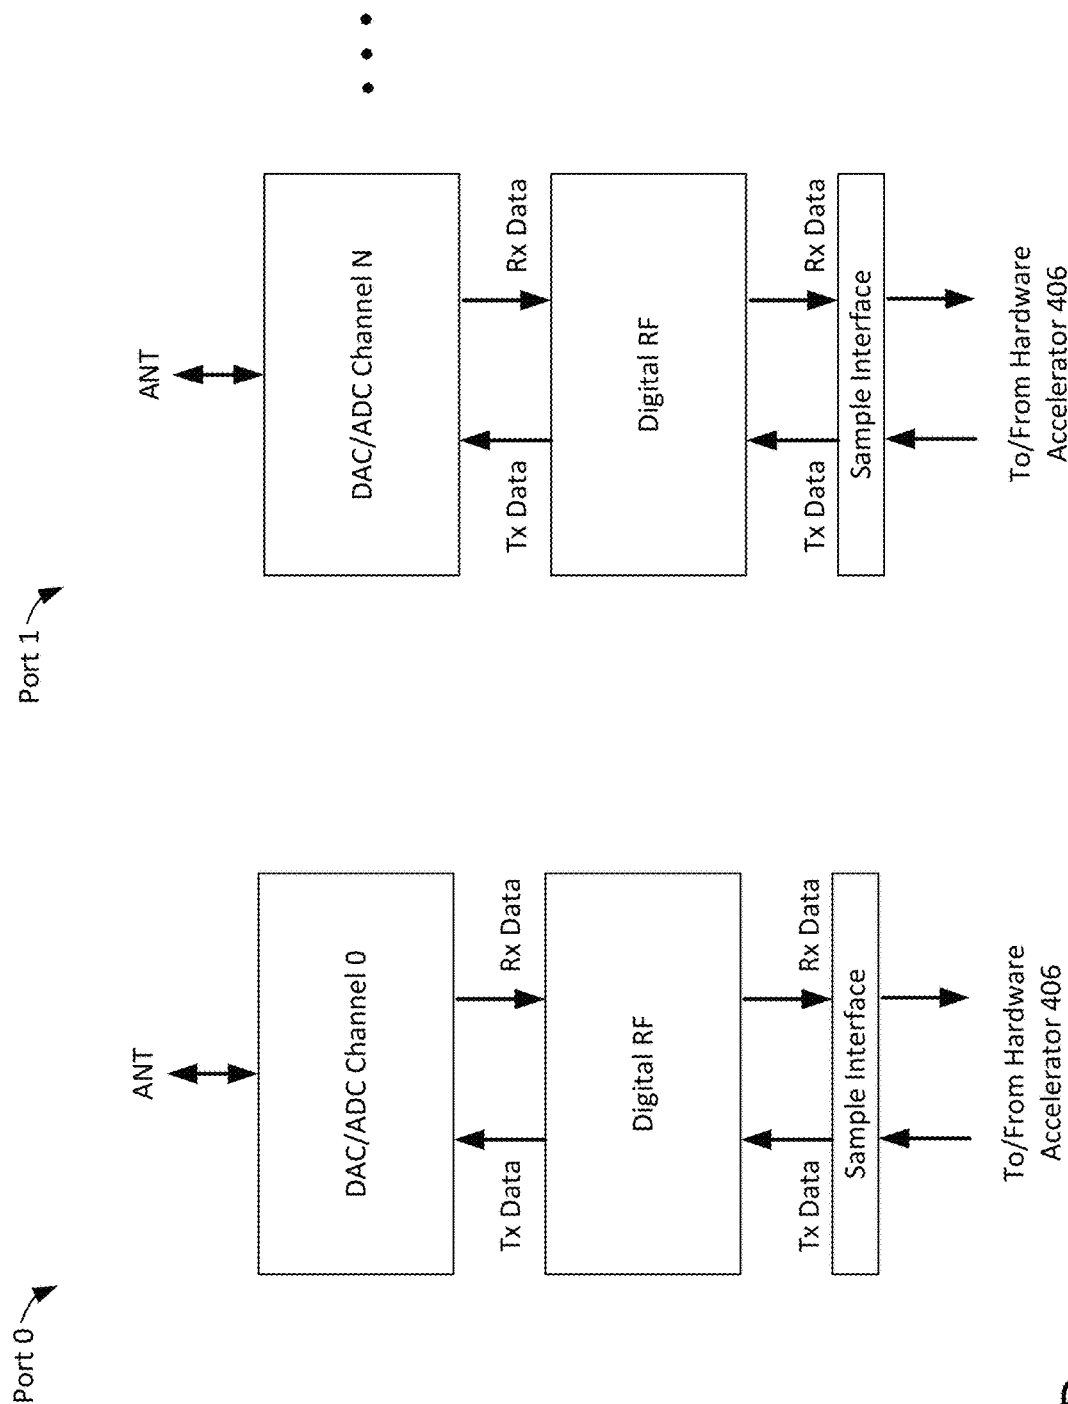 Port 0
ANT
DAC/ADC Channel 0
Tx Data
Rx Data
Digital RF
Tx Data
Rx Data
Sample Interface
To/From Hardware
Accelerator 406
Port 1
ANT
DAC/ADC Channel N
Tx Data
Rx Data
Digital RF
Tx Data
Rx Data
Sample Interface
To/From Hardware
Accelerator 406